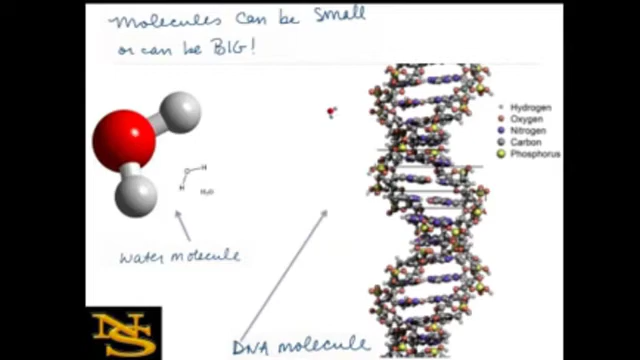 Molecules can be small
or can be BIG!
Hydrogen
Oxygen
Nitrogen
Carbon
Phosphorus
O
H
H
H₂O
water molecule
DNA molecule
NS